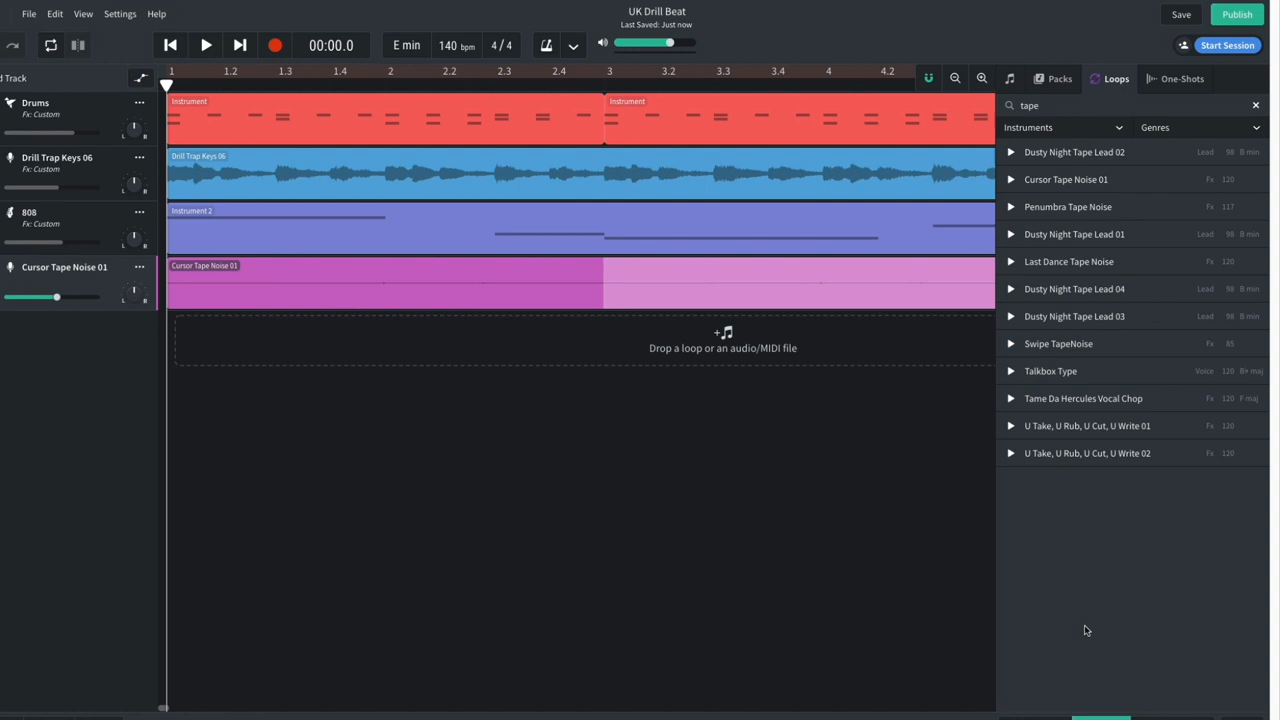 File Edit View Settings Help
UK Drill Beat
Last Saved: Just now
Save
Publish
00:00.0
E min
140 bpm
4/4
Start Session
d Track
1 1.2 1.3 1.4 2 2.2 2.3 2.4 3 3.2 3.3 3.4 4 4.2
Packs
Loops
One-Shots
tape
Instruments
Genres
Drums
Fx: Custom
L R
Instrument
Instrument
Drill Trap Keys 06
L R
Drill Trap Keys 06
808
Fx: Custom
L R
Instrument 2
Cursor Tape Noise 01
L R
Cursor Tape Noise 01
Drop a loop or an audio/MIDI file
Dusty Night Tape Lead 02 Lead 98 B min
Cursor Tape Noise 01 Fx 120
Penumbra Tape Noise Fx 117
Dusty Night Tape Lead 01 Lead 98 B min
Last Dance Tape Noise Fx 120
Dusty Night Tape Lead 04 Lead 98 B min
Dusty Night Tape Lead 03 Lead 98 B min
Swipe TapeNoise Fx 85
Talkbox Type Voice 120 B♭ maj
Tame Da Hercules Vocal Chop Fx 120 F maj
U Take, U Rub, U Cut, U Write 01 Fx 120
U Take, U Rub, U Cut, U Write 02 Fx 120